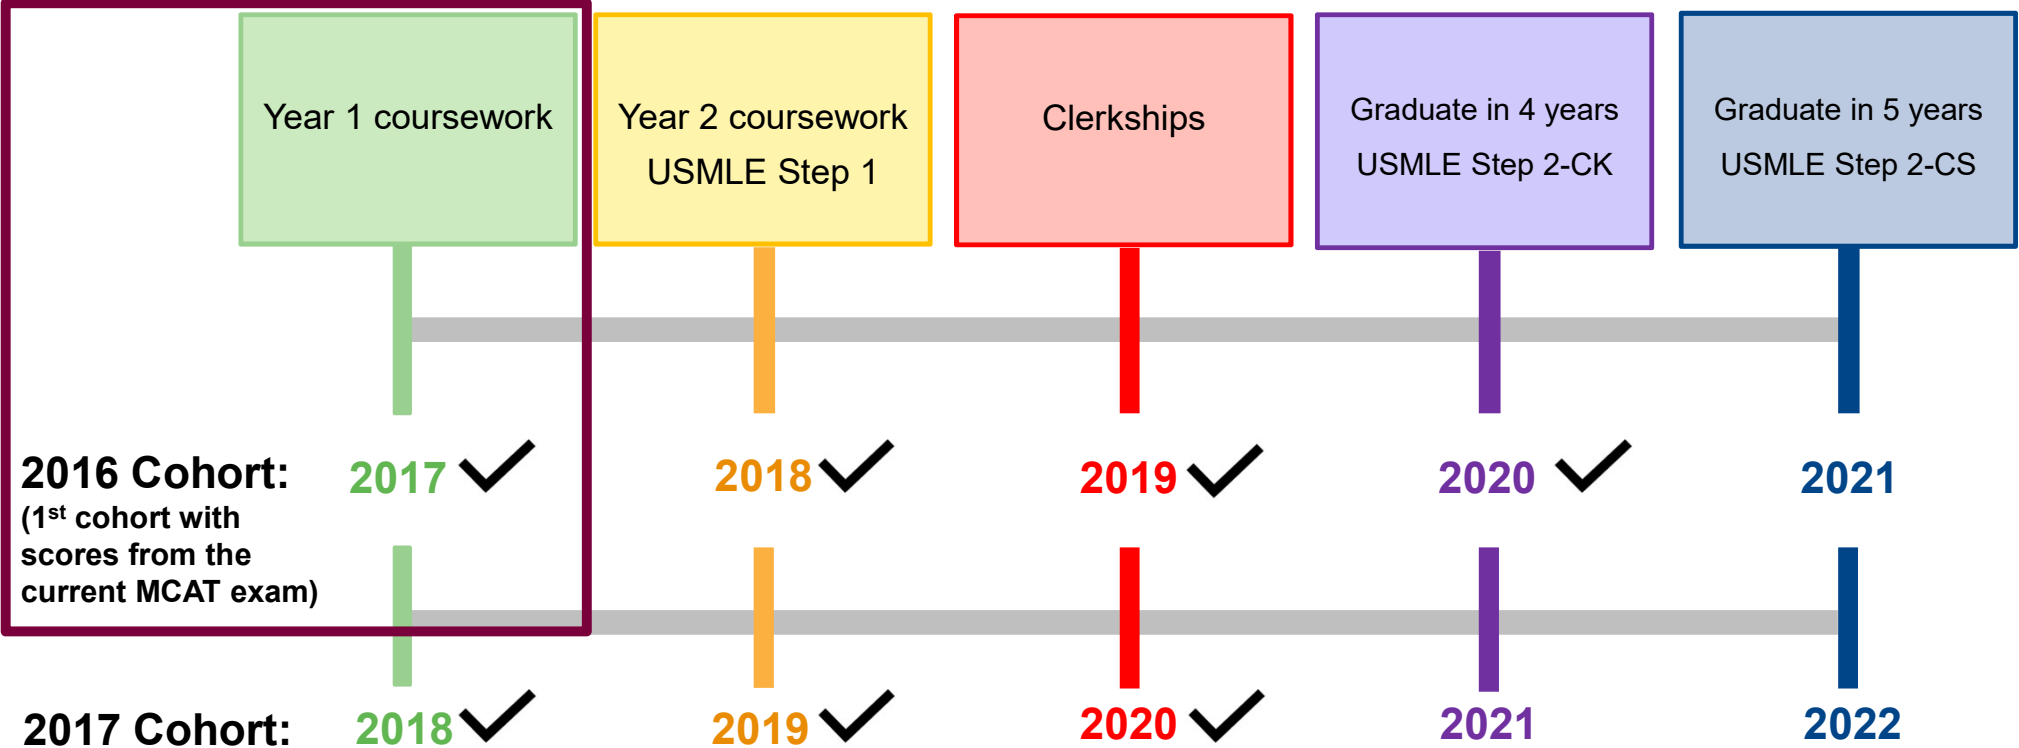 Year 1 coursework
Year 2 coursework
USMLE Step 1
Clerkships
Graduate in 4 years
USMLE Step 2-CK
Graduate in 5 years
USMLE Step 2-CS
2016 Cohort:
(1st cohort with
scores from the
current MCAT exam)
2017
2018
2019
2020
2021
2017 Cohort:
2018
2019
2020
2021
2022